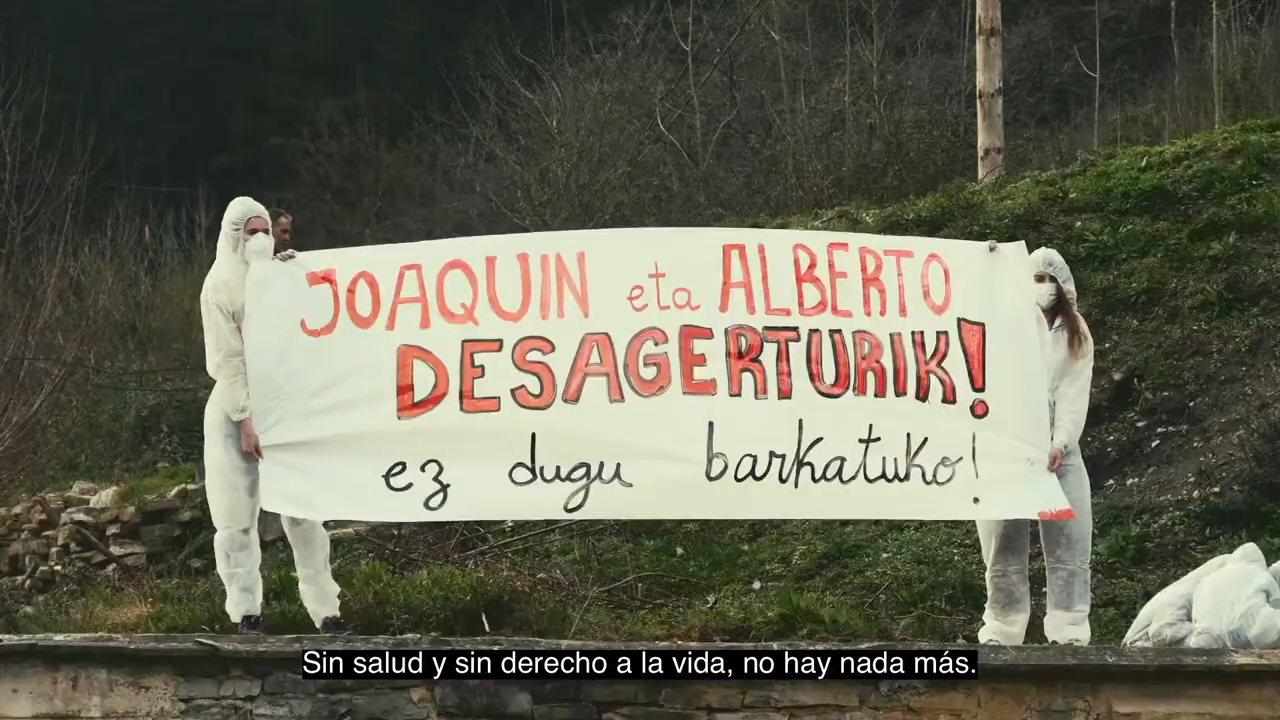 JOAQUIN eta ALBERTO
DESAGERTURIK!
ez dugu barkatuko!
Sin salud y sin derecho a la vida, no hay nada más.